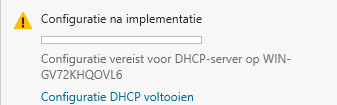 Configuratie na implementatie
Configuratie vereist voor DHCP-server op WIN-
GV72KHQOVL6
Configuratie DHCP voltooien